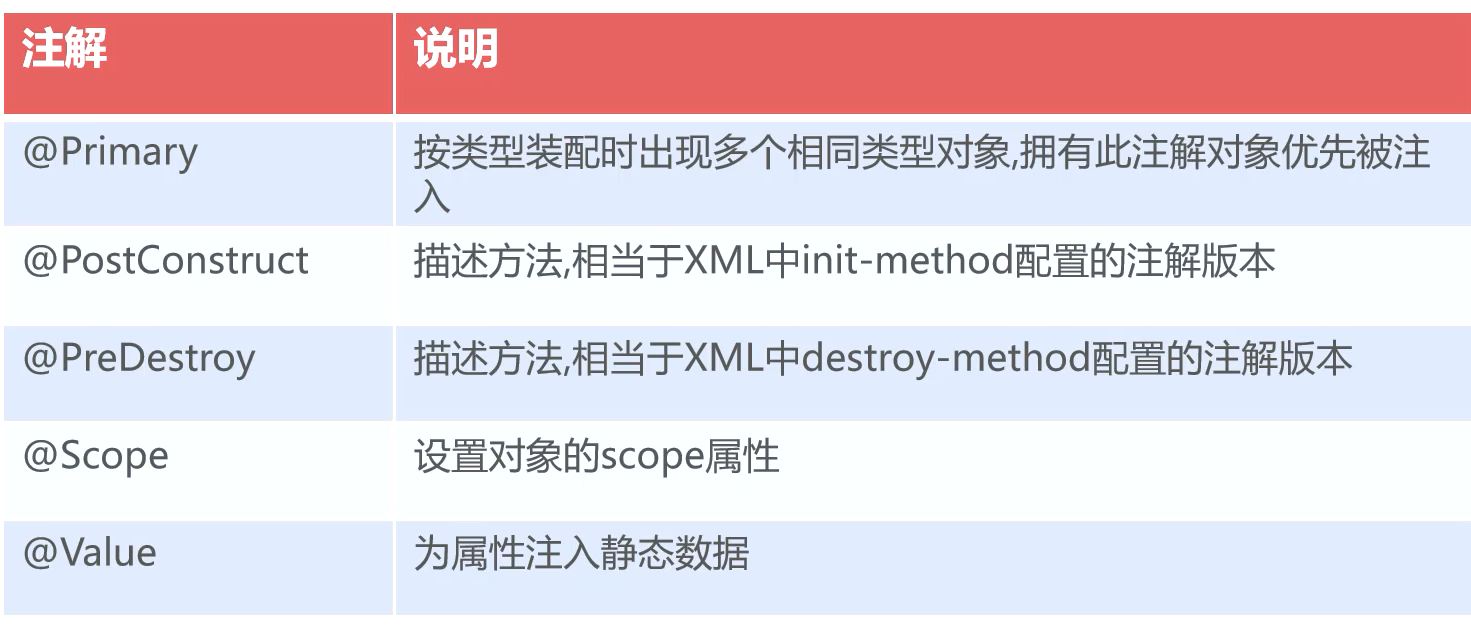 注解
说明
@Primary
按类型装配时出现多个相同类型对象,拥有此注解对象优先被注
入
@PostConstruct
描述方法,相当于XML中init-method配置的注解版本
@PreDestroy
描述方法,相当于XML中destroy-method配置的注解版本
@Scope
设置对象的scope属性
@Value
为属性注入静态数据